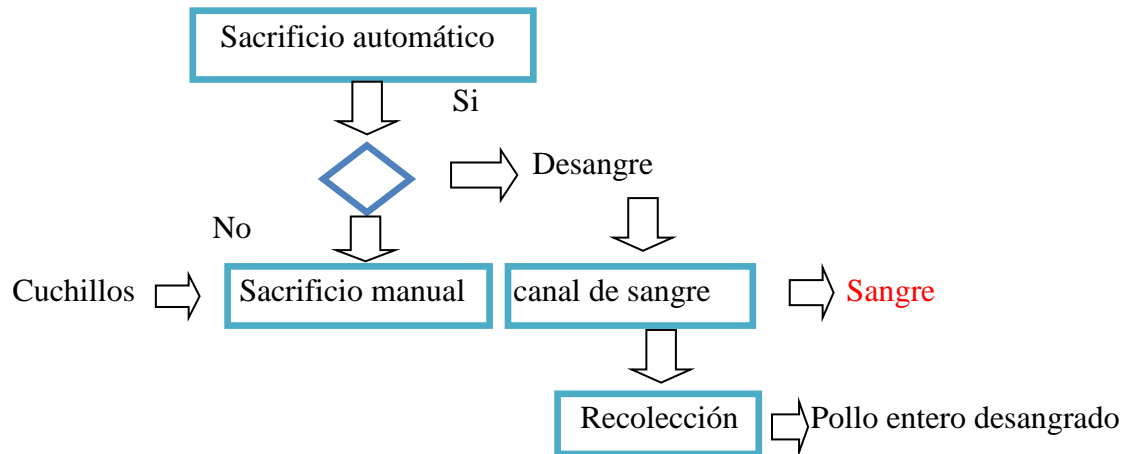 Sacrificio automático
Si
Desangre
No
Cuchillos
Sacrificio manual
canal de sangre
Sangre
Recolección
Pollo entero desangrado